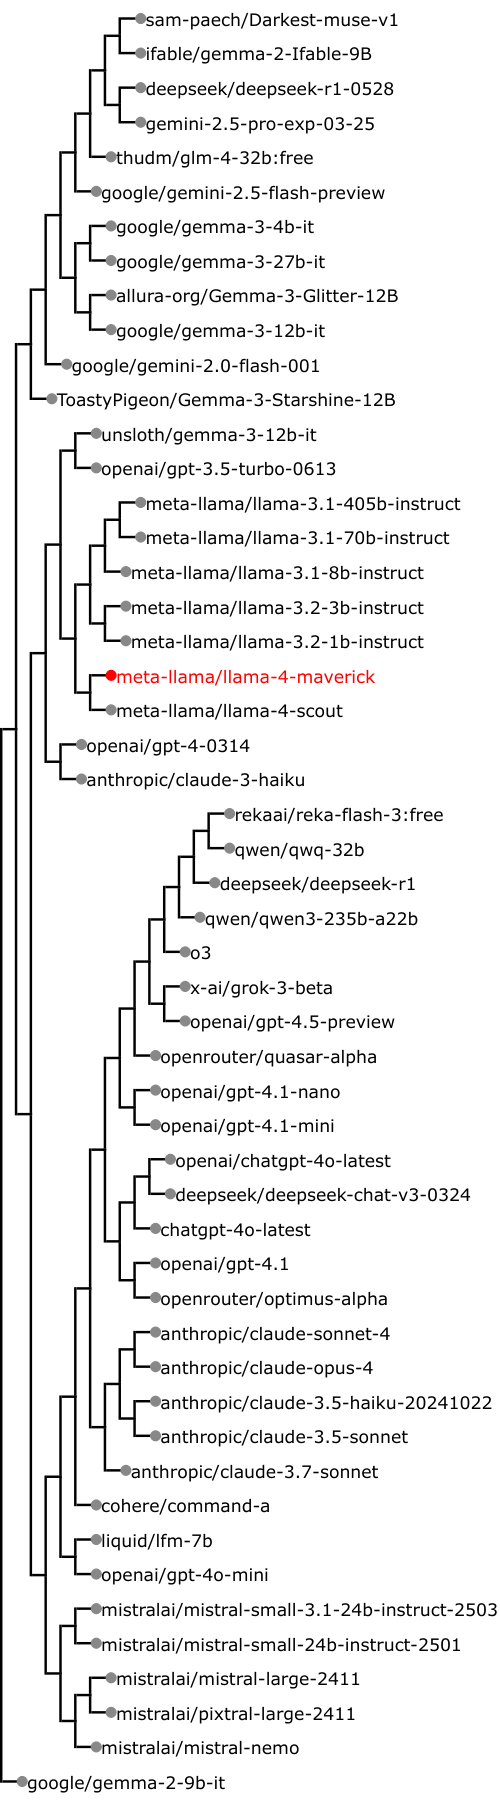 sam-paech/Darkest-muse-v1
ifable/gemma-2-Ifable-9B
deepseek/deepseek-r1-0528
gemini-2.5-pro-exp-03-25
thudm/glm-4-32b:free
google/gemini-2.5-flash-preview
google/gemma-3-4b-it
google/gemma-3-27b-it
allura-org/Gemma-3-Glitter-12B
google/gemma-3-12b-it
google/gemini-2.0-flash-001
ToastyPigeon/Gemma-3-Starshine-12B
unsloth/gemma-3-12b-it
openai/gpt-3.5-turbo-0613
meta-llama/llama-3.1-405b-instruct
meta-llama/llama-3.1-70b-instruct
meta-llama/llama-3.1-8b-instruct
meta-llama/llama-3.2-3b-instruct
meta-llama/llama-3.2-1b-instruct
meta-llama/llama-4-maverick
meta-llama/llama-4-scout
openai/gpt-4-0314
anthropic/claude-3-haiku
rekaai/reka-flash-3:free
qwen/qwq-32b
deepseek/deepseek-r1
qwen/qwen3-235b-a22b
o3
x-ai/grok-3-beta
openai/gpt-4.5-preview
openrouter/quasar-alpha
openai/gpt-4.1-nano
openai/gpt-4.1-mini
openai/chatgpt-4o-latest
deepseek/deepseek-chat-v3-0324
chatgpt-4o-latest
openai/gpt-4.1
openrouter/optimus-alpha
anthropic/claude-sonnet-4
anthropic/claude-opus-4
anthropic/claude-3.5-haiku-20241022
anthropic/claude-3.5-sonnet
anthropic/claude-3.7-sonnet
cohere/command-a
liquid/lfm-7b
openai/gpt-4o-mini
mistralai/mistral-small-3.1-24b-instruct-2503
mistralai/mistral-small-24b-instruct-2501
mistralai/mistral-large-2411
mistralai/pixtral-large-2411
mistralai/mistral-nemo
google/gemma-2-9b-it